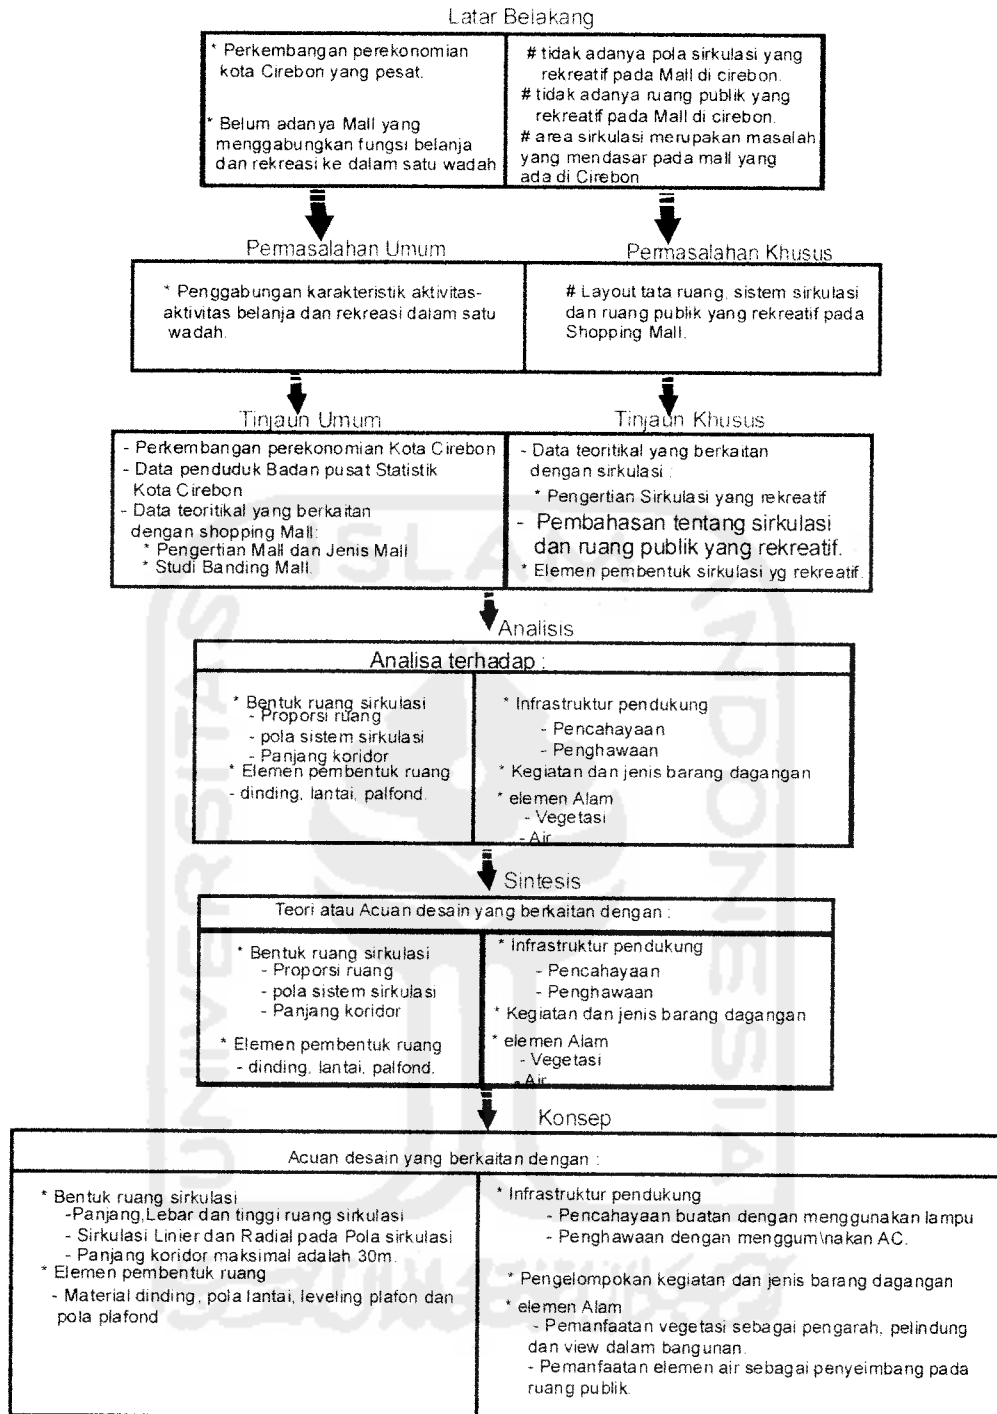 Latar Belakang
* Perkembangan perekonomian
kota Cirebon yang pesat.
* Belum adanya Mall yang
menggabungkan fungsi belanja
dan rekreasi ke dalam satu wadah
# tidak adanya pola sirkulasi yang
rekreatif pada Mall di cirebon.
# tidak adanya ruang publik yang
rekreatif pada Mall di cirebon.
# area sirkulasi merupakan masalah
yang mendasar pada mall yang
ada di Cirebon
Permasalahan Umum
* Penggabungan karakteristik aktivitas-
aktivitas belanja dan rekreasi dalam satu
wadah.
Permasalahan Khusus
# Layout tata ruang, sistem sirkulasi
dan ruang publik yang rekreatif pada
Shopping Mall.
Tinjaun Umum
- Perkembangan perekonomian Kota Cirebon
- Data penduduk Badan pusat Statistik
Kota Cirebon
- Data teoritikal yang berkaitan
dengan shopping Mall:
* Pengertian Mall dan Jenis Mall
* Studi Banding Mall.
Tinjaun Khusus
- Data teoritikal yang berkaitan
dengan sirkulasi :
* Pengertian Sirkulasi yang rekreatif
- Pembahasan tentang sirkulasi
dan ruang publik yang rekreatif.
* Elemen pembentuk sirkulasi yg rekreatif.
Analisis
Analisa terhadap :
* Bentuk ruang sirkulasi
- Proporsi ruang
- pola sistem sirkulasi
- Panjang koridor
* Elemen pembentuk ruang
- dinding, lantai, palfond.
* Infrastruktur pendukung
- Pencahayaan
- Penghawaan
* Kegiatan dan jenis barang dagangan
* elemen Alam
- Vegetasi
- Air
Sintesis
Teori atau Acuan desain yang berkaitan dengan :
* Bentuk ruang sirkulasi
- Proporsi ruang
- pola sistem sirkulasi
- Panjang koridor
* Elemen pembentuk ruang
- dinding, lantai, palfond.
* Infrastruktur pendukung
- Pencahayaan
- Penghawaan
* Kegiatan dan jenis barang dagangan
* elemen Alam
- Vegetasi
- Air
Konsep
Acuan desain yang berkaitan dengan :
* Bentuk ruang sirkulasi
-Panjang,Lebar dan tinggi ruang sirkulasi
- Sirkulasi Linier dan Radial pada Pola sirkulasi
- Panjang koridor maksimal adalah 30m.
* Elemen pembentuk ruang
- Material dinding, pola lantai, leveling plafon dan
pola plafond
* Infrastruktur pendukung
- Pencahayaan buatan dengan menggunakan lampu
- Penghawaan dengan menggum\nakan AC.
* Pengelompokan kegiatan dan jenis barang dagangan
* elemen Alam
- Pemanfaatan vegetasi sebagai pengarah, pelindung
dan view dalam bangunan.
- Pemanfaatan elemen air sebagai penyeimbang pada
ruang publik.
UNIVERSITAS
ISLAM
INDONESIA